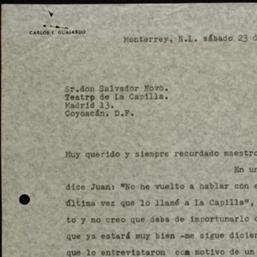 CARLOS E. GUAJARDO
Monterrey, N.L. sábado 23 d
Sr.don Salvador Novo.
Teatro de La Capilla.
Madrid 13.
Coyoacán. D.F.
Muy querido y siempre recordado maestro
En un
dice Juan: "No he vuelto a hablar con e
última vez que lo llamé a la Capilla",
to y no creo que deba de importunarlo c
que ya estará muy bien -me sigue dicien
que lo entrevistaron con motivo de un